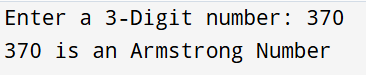 Enter a 3-Digit number: 370
370 is an Armstrong Number